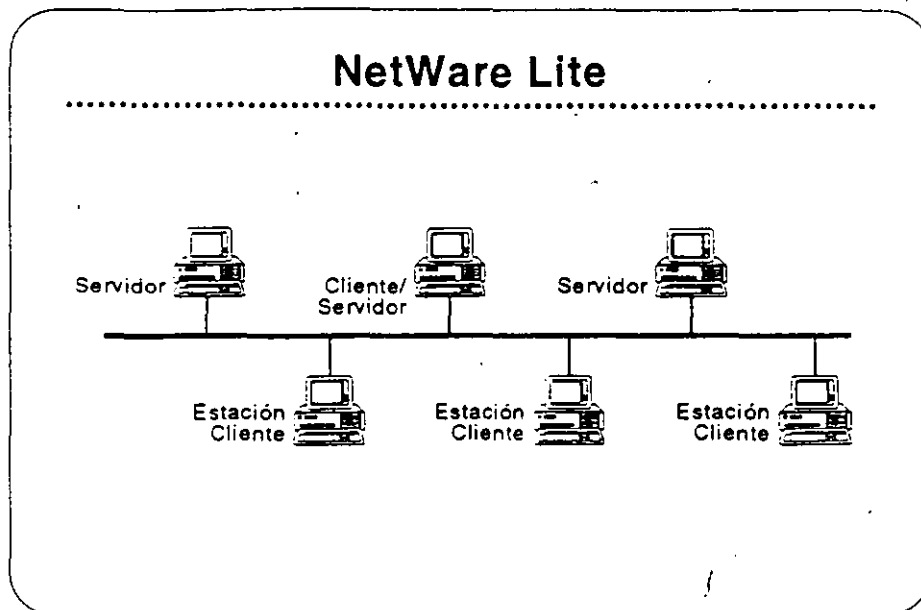 NetWare Lite
Servidor
Cliente/
Servidor
Servidor
Estación
Cliente
Estación
Cliente
Estación
Cliente